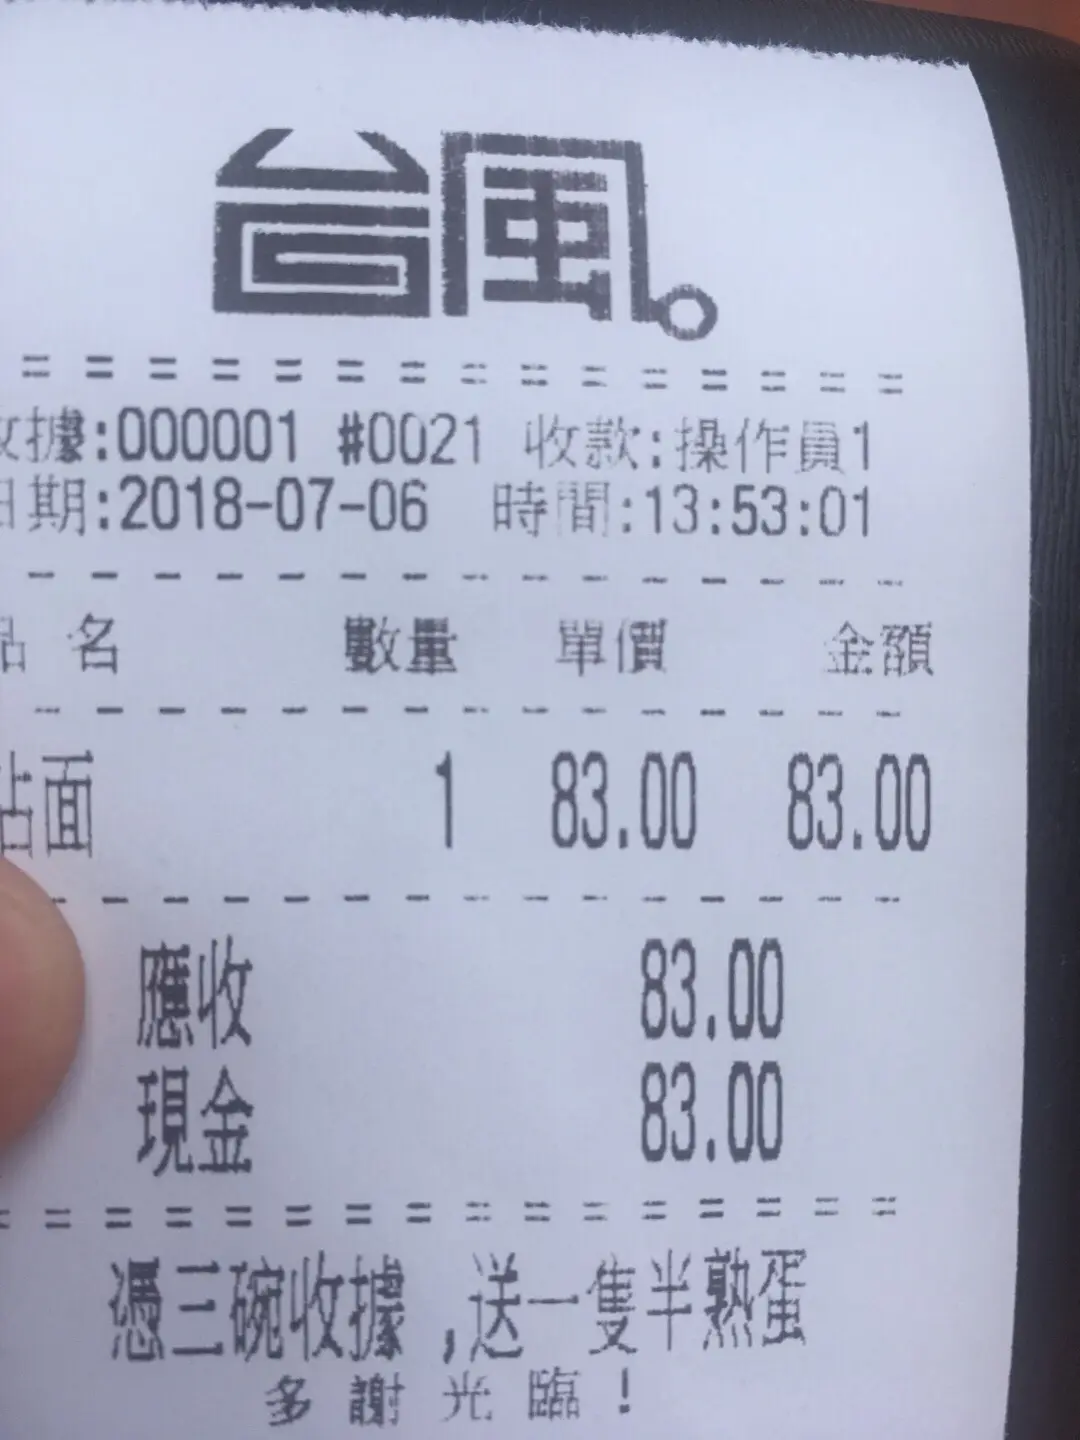 台風。
收據:000001 #0021 收款:操作員1
日期:2018-07-06 時間:13:53:01
品 名 數量 單價 金額
沾面 1 83.00 83.00
應收 83.00
現金 83.00
憑三碗收據,送一隻半熟蛋
多謝光臨!